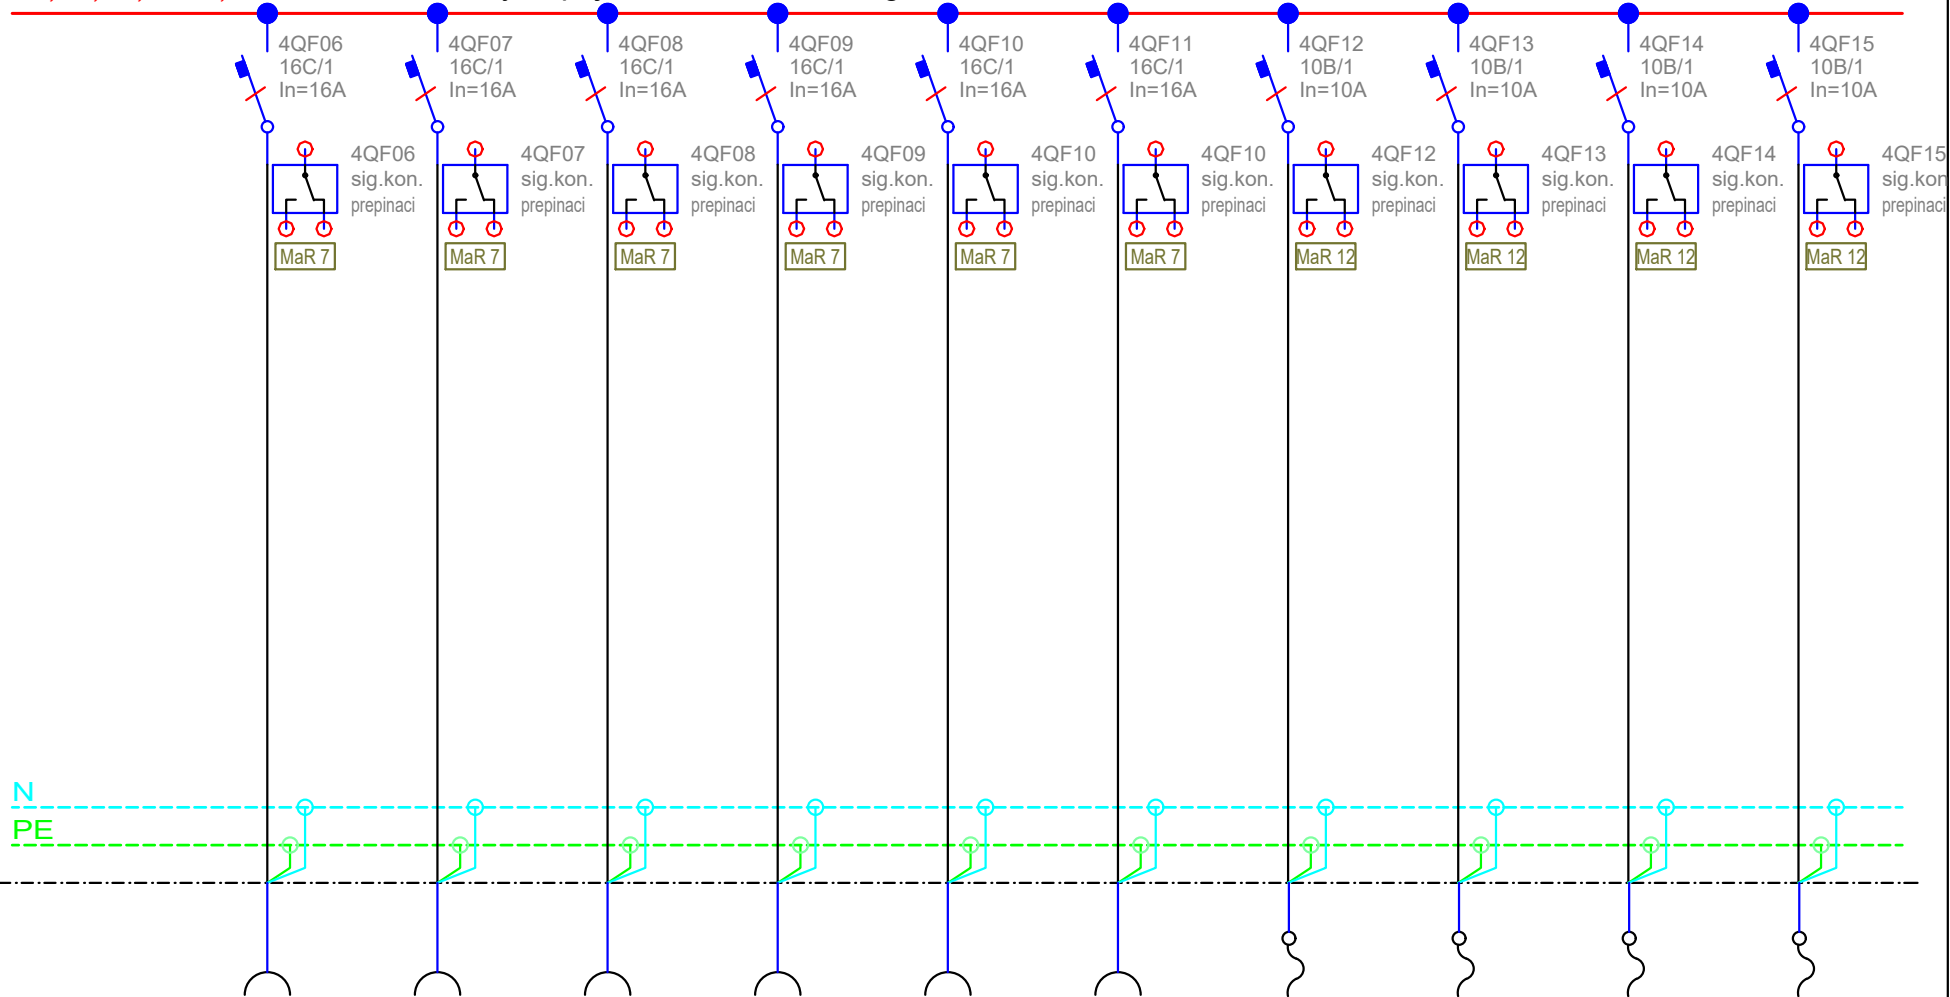 4QF06 4QF07 4QF08 4QF09 4QF10 4QF11 4QF12 4QF13 4QF14 4QF15
16C/1 16C/1 16C/1 16C/1 16C/1 16C/1 10B/1 10B/1 10B/1 10B/1
In=16A In=16A In=16A In=16A In=16A In=16A In=10A In=10A In=10A In=10A
4QF06 4QF07 4QF08 4QF09 4QF10 4QF10 4QF12 4QF13 4QF14 4QF15
sig.kon. sig.kon. sig.kon. sig.kon. sig.kon. sig.kon. sig.kon. sig.kon. sig.kon. sig.kon
prepinaci prepinaci prepinaci prepinaci prepinaci prepinaci prepinaci prepinaci prepinaci prepinaci
MaR 7 MaR 7 MaR 7 MaR 7 MaR 7 MaR 7 MaR 12 MaR 12 MaR 12 MaR 12
N
PE